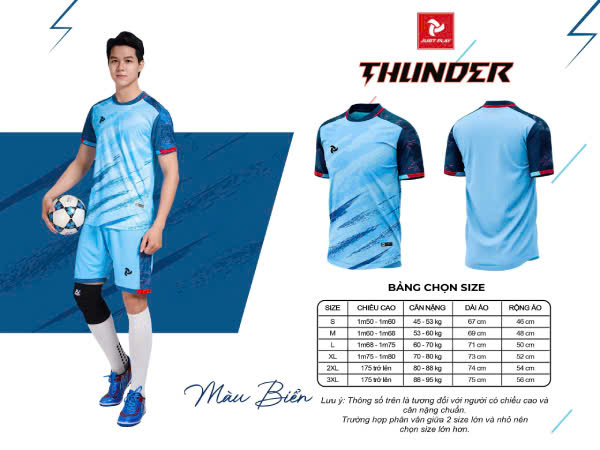 JUST PLAY
THUNDER
BẢNG CHỌN SIZE
SIZE CHIỀU CAO CÂN NẶNG DÀI ÁO RỘNG ÁO
S 1m50 - 1m60 45 - 53 kg 67 cm 46 cm
M 1m60 - 1m68 53 - 60 kg 69 cm 48 cm
L 1m68 - 1m75 60 - 70 kg 71 cm 50 cm
XL 1m75 - 1m80 70 - 80 kg 73 cm 52 cm
2XL 175 trở lên 80 - 88 kg 74 cm 54 cm
3XL 175 trở lên 88 - 95 kg 75 cm 56 cm
Màu Biển
Lưu ý: Thông số trên là tương đối với người có chiều cao và
cân nặng chuẩn.
Trường hợp phân vân giữa 2 size lớn và nhỏ nên
chọn size lớn hơn.